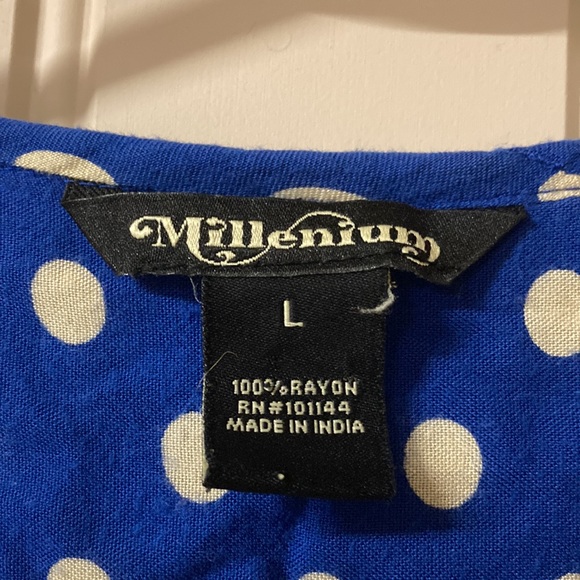 Millenium
L
100%RAYON
RN#101144
MADE IN INDIA